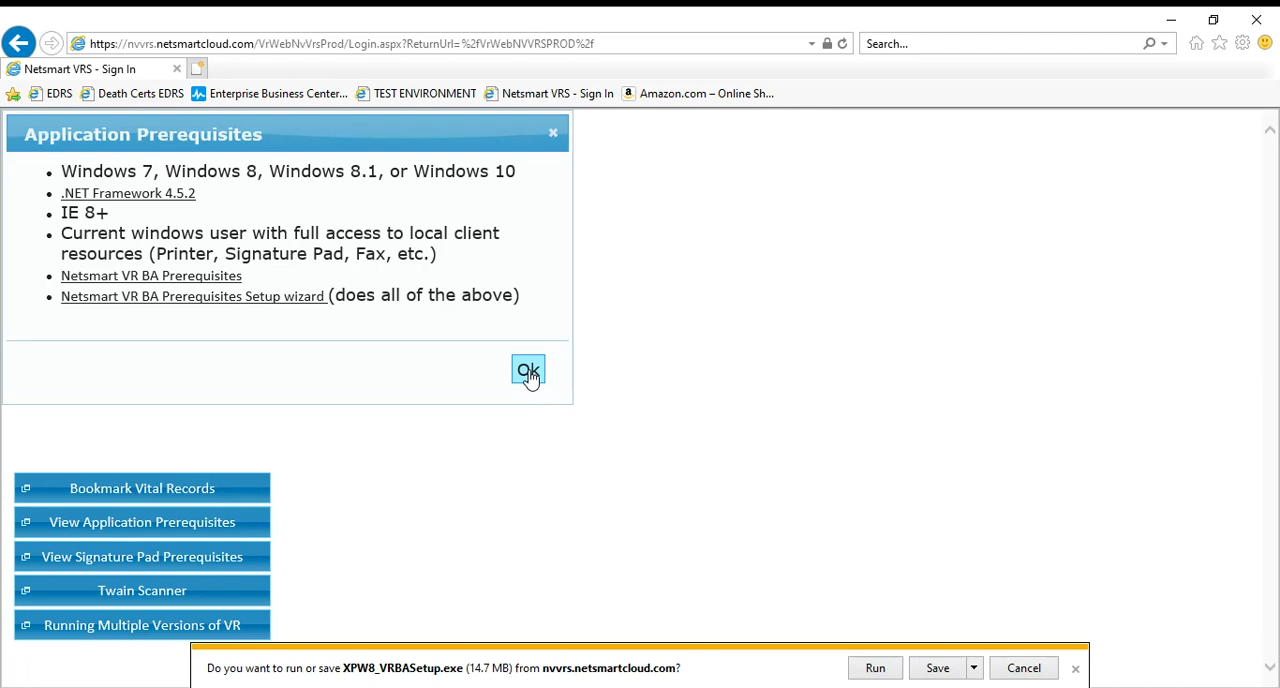 https://nvvrs.netsmartcloud.com/VrWebNvVrsProd/Login.aspx?ReturnUrl=%2fVrWebNVVRSPROD%2f
Search...
Netsmart VRS - Sign In
EDRS
Death Certs EDRS
Enterprise Business Center...
TEST ENVIRONMENT
Netsmart VRS - Sign In
Amazon.com – Online Sh...
Application Prerequisites
Windows 7, Windows 8, Windows 8.1, or Windows 10
.NET Framework 4.5.2
IE 8+
Current windows user with full access to local client
resources (Printer, Signature Pad, Fax, etc.)
Netsmart VR BA Prerequisites
Netsmart VR BA Prerequisites Setup wizard (does all of the above)
Ok
Bookmark Vital Records
View Application Prerequisites
View Signature Pad Prerequisites
Twain Scanner
Running Multiple Versions of VR
Do you want to run or save XPW8_VRBASetup.exe (14.7 MB) from nvvrs.netsmartcloud.com?
Run
Save
Cancel